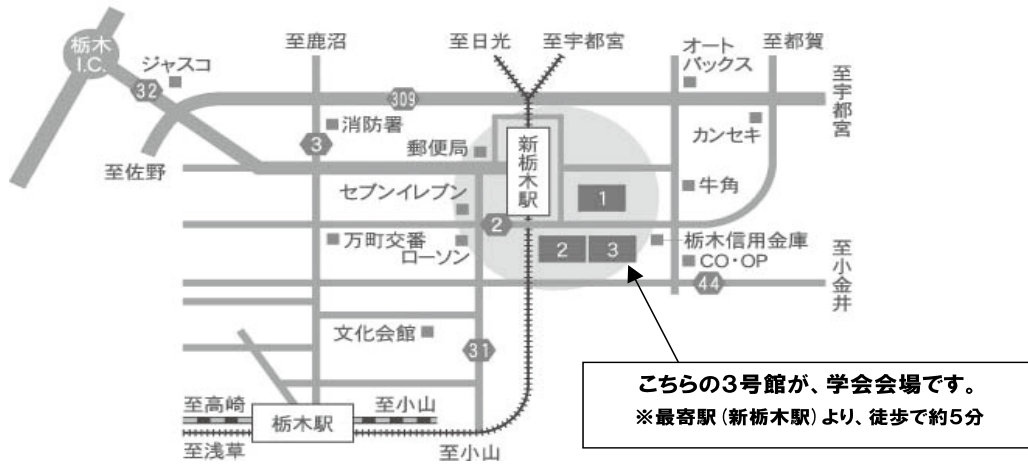 栃木
I.C.
ジャスコ
32
至佐野
至鹿沼
至日光
至宇都宮
オート
バックス
至都賀
至宇都宮
309
消防署
3
郵便局
新栃木駅
カンセキ
牛角
1
セブンイレブン
2
万町交番
ローソン
2
3
栃木信用金庫
CO・OP
至小金井
44
文化会館
31
至高崎
栃木駅
至小山
至浅草
至小山
こちらの3号館が、学会会場です。
※最寄駅(新栃木駅)より、徒歩で約5分